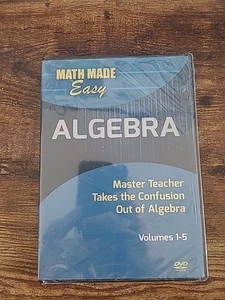 MATH MADE
Easy
ALGEBRA
Master Teacher
Takes the Confusion
Out of Algebra
Volumes 1-5
DVD